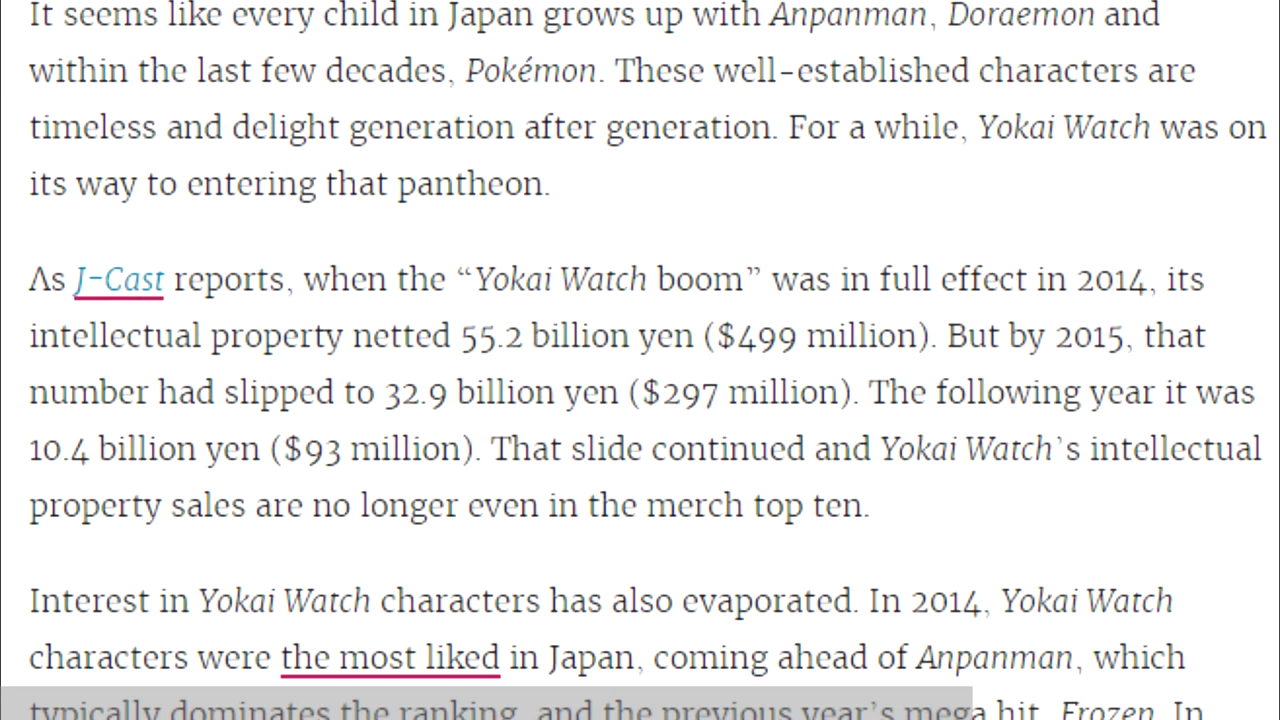 It seems like every child in Japan grows up with Anpanman, Doraemon and
within the last few decades, Pokémon. These well-established characters are
timeless and delight generation after generation. For a while, Yokai Watch was on
its way to entering that pantheon.
As J-Cast reports, when the “Yokai Watch boom” was in full effect in 2014, its
intellectual property netted 55.2 billion yen ($499 million). But by 2015, that
number had slipped to 32.9 billion yen ($297 million). The following year it was
10.4 billion yen ($93 million). That slide continued and Yokai Watch’s intellectual
property sales are no longer even in the merch top ten.
Interest in Yokai Watch characters has also evaporated. In 2014, Yokai Watch
characters were the most liked in Japan, coming ahead of Anpanman, which
typically dominates the ranking, and the previous year’s mega hit, Frozen. In